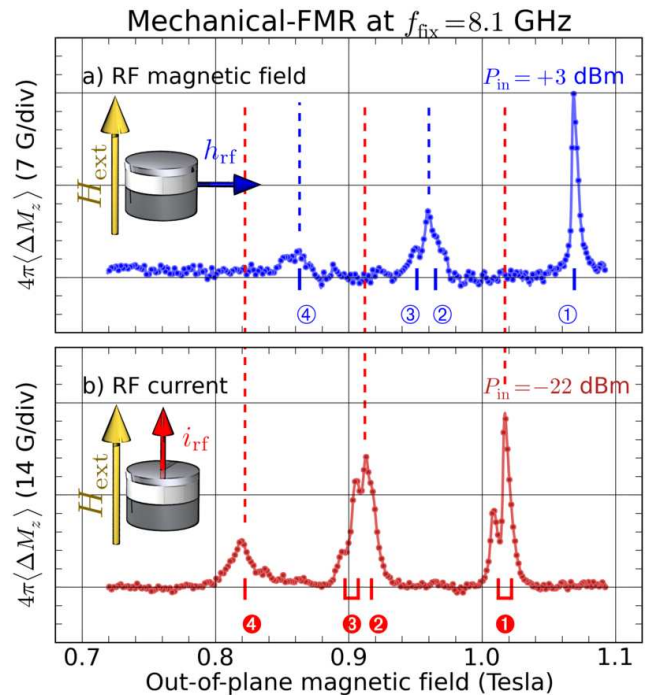 Mechanical-FMR at f_fix=8.1 GHz
a) RF magnetic field
P_in=+3 dBm
H_ext
h_rf
4π⟨ΔM_z⟩ (7 G/div)
④ ③ ② ①
b) RF current
P_in=−22 dBm
H_ext
i_rf
4π⟨ΔM_z⟩ (14 G/div)
❹ ❸ ❷ ❶
0.7 0.8 0.9 1.0 1.1
Out-of-plane magnetic field (Tesla)